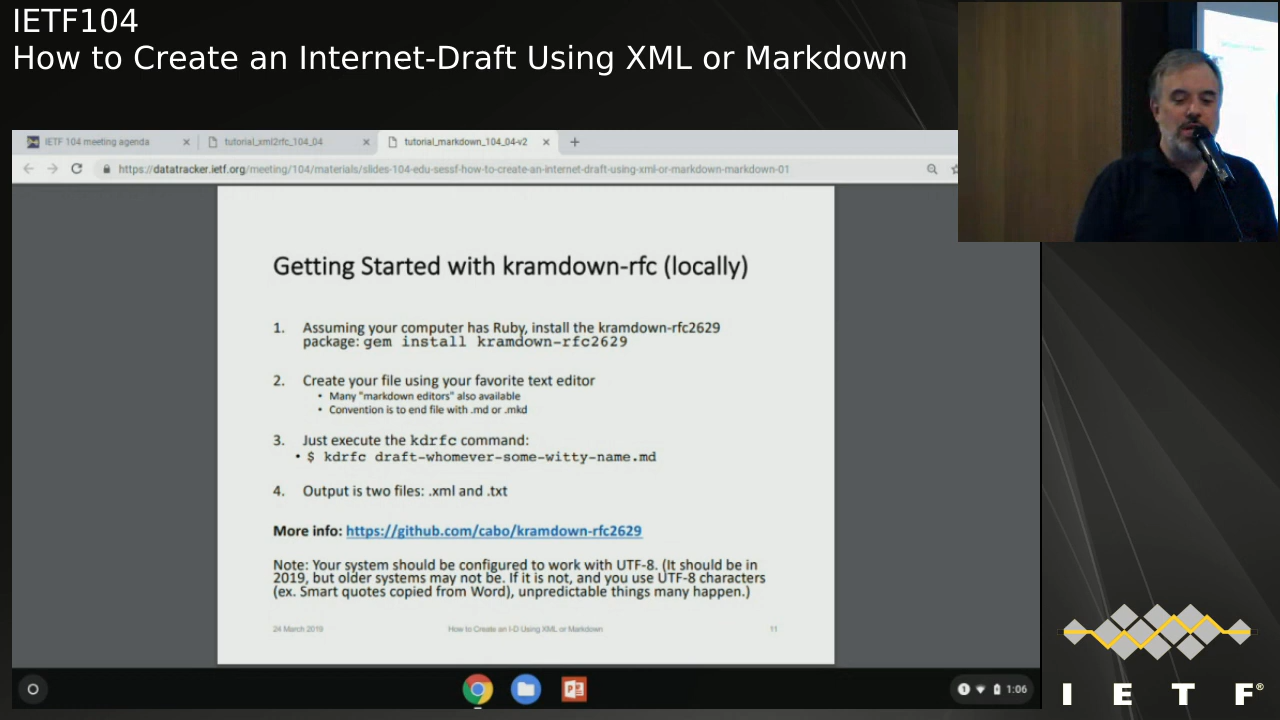 IETF104
How to Create an Internet-Draft Using XML or Markdown
IETF 104 meeting agenda
tutorial_xml2rfc_104_04
tutorial_markdown_104_04-v2
https://datatracker.ietf.org/meeting/104/materials/slides-104-edu-sessf-how-to-create-an-internet-draft-using-xml-or-markdown-markdown-01
Getting Started with kramdown-rfc (locally)
1. Assuming your computer has Ruby, install the kramdown-rfc2629
package: gem install kramdown-rfc2629
2. Create your file using your favorite text editor
• Many "markdown editors" also available
• Convention is to end file with .md or .mkd
3. Just execute the kdrfc command:
• $ kdrfc draft-whomever-some-witty-name.md
4. Output is two files: .xml and .txt
More info: https://github.com/cabo/kramdown-rfc2629
Note: Your system should be configured to work with UTF-8. (It should be in
2019, but older systems may not be. If it is not, and you use UTF-8 characters
(ex. Smart quotes copied from Word), unpredictable things many happen.)
24 March 2019
How to Create an I-D Using XML or Markdown
11
1
1:06
I E T F®